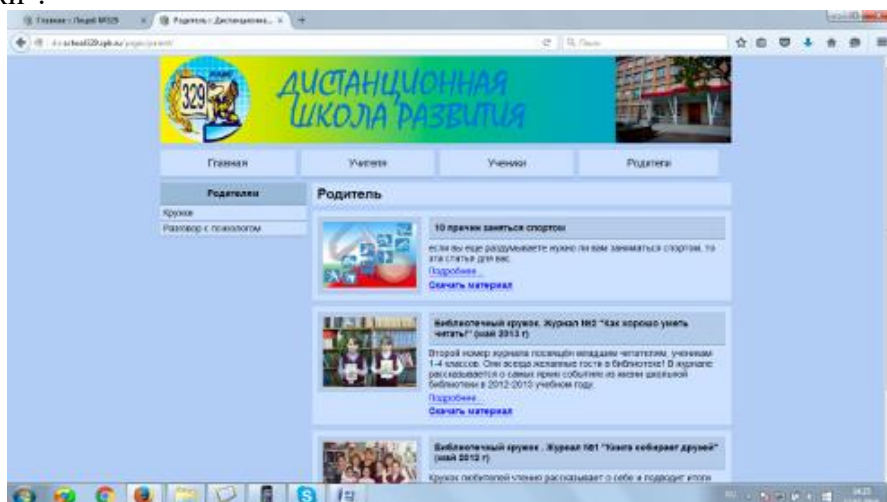 ки".
Главная :: Лицей №329
Родитель :: Дистанционна...
Поиск
329
ДИСТАНЦИОННАЯ
ШКОЛА РАЗВИТИЯ
Главная
Учителя
Ученики
Родители
Родителям
Кружки
Разговор с психологом
Родитель
10 причин заняться спортом
если вы еще раздумываете нужно ли вам заниматься спортом, то
эта статья для вас.
Подробнее...
Скачать материал
Библиотечный кружок. Журнал №2 "Как хорошо уметь
читать!" (май 2013 г)
Второй номер журнала посвящён младшим читателям, ученикам
1-4 классов. Они всегда желанные гости в библиотеке! В журнале
рассказывается о самых ярких событиях из жизни школьной
библиотеки в 2012-2013 учебном году.
Подробнее...
Скачать материал
Библиотечный кружок. Журнал №1 "Книга собирает друзей"
(май 2012 г)
Кружок любителей чтения рассказывает о себе и подводит итоги
RU
14:23